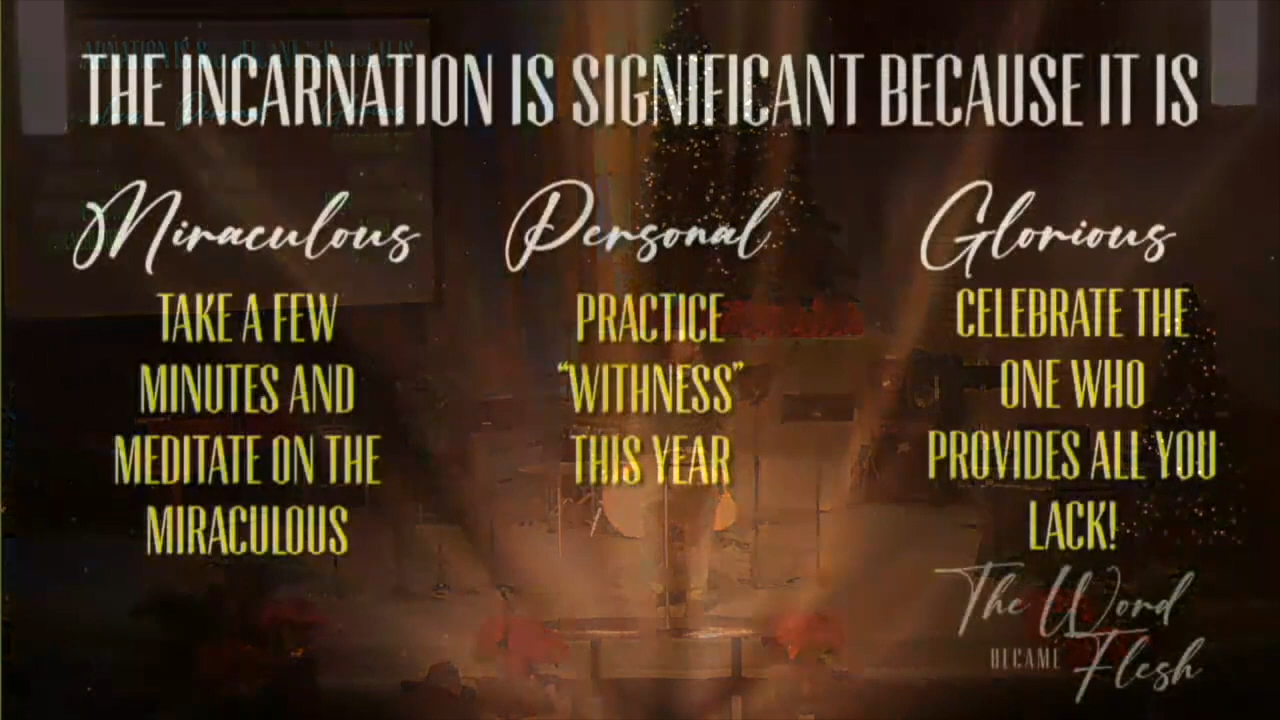 THE INCARNATION IS SIGNIFICANT BECAUSE IT IS
Miraculous
TAKE A FEW
MINUTES AND
MEDITATE ON THE
MIRACULOUS
Personal
PRACTICE
“WITHNESS”
THIS YEAR
Glorious
CELEBRATE THE
ONE WHO
PROVIDES ALL YOU
LACK!
The Word
BECAME Flesh